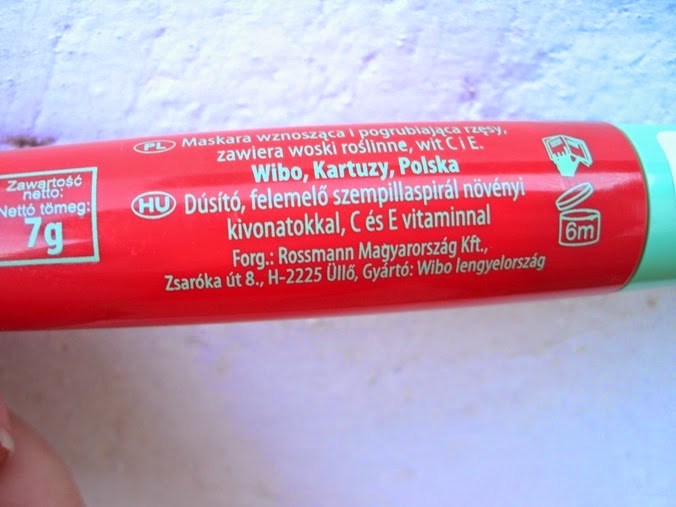 Zawartość
netto:
Nettó tömeg:
7g
PL Maskara wznosząca i pogrubiająca rzęsy,
zawiera woski roślinne, wit C i E.
Wibo, Kartuzy, Polska
HU Dúsító, felemelő szempillaspirál növényi
kivonatokkal, C és E vitaminnal
Forg.: Rossmann Magyarország Kft.,
Zsaróka út 8., H-2225 Üllő, Gyártó: Wibo lengyelország
6m